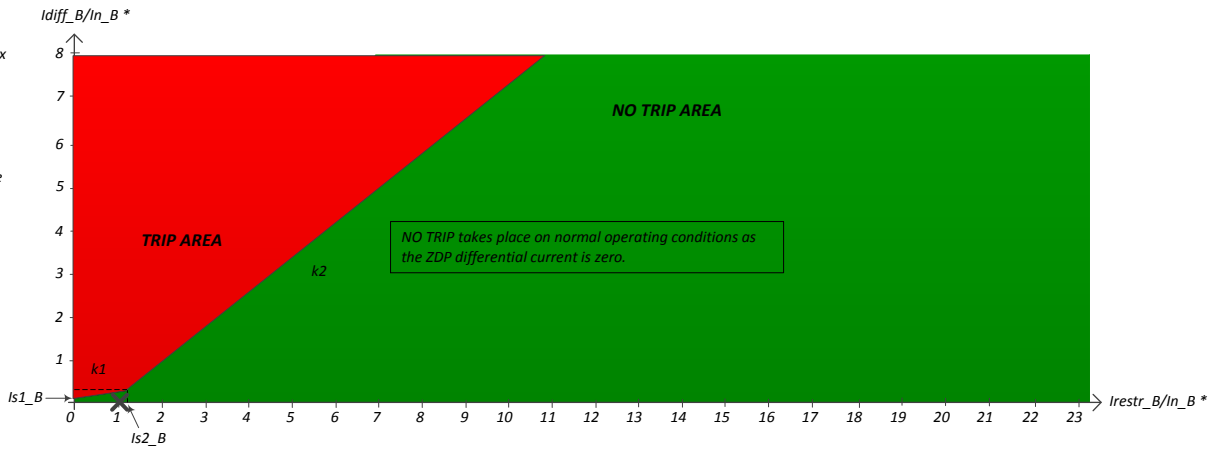 Idiff_B/In_B *
x
8
7
6
e
5
4
3
2
1
NO TRIP AREA
TRIP AREA
NO TRIP takes place on normal operating conditions as
the ZDP differential current is zero.
k2
k1
Is1_B
0 1 2 3 4 5 6 7 8 9 10 11 12 13 14 15 16 17 18 19 20 21 22 23
Irestr_B/In_B *
Is2_B